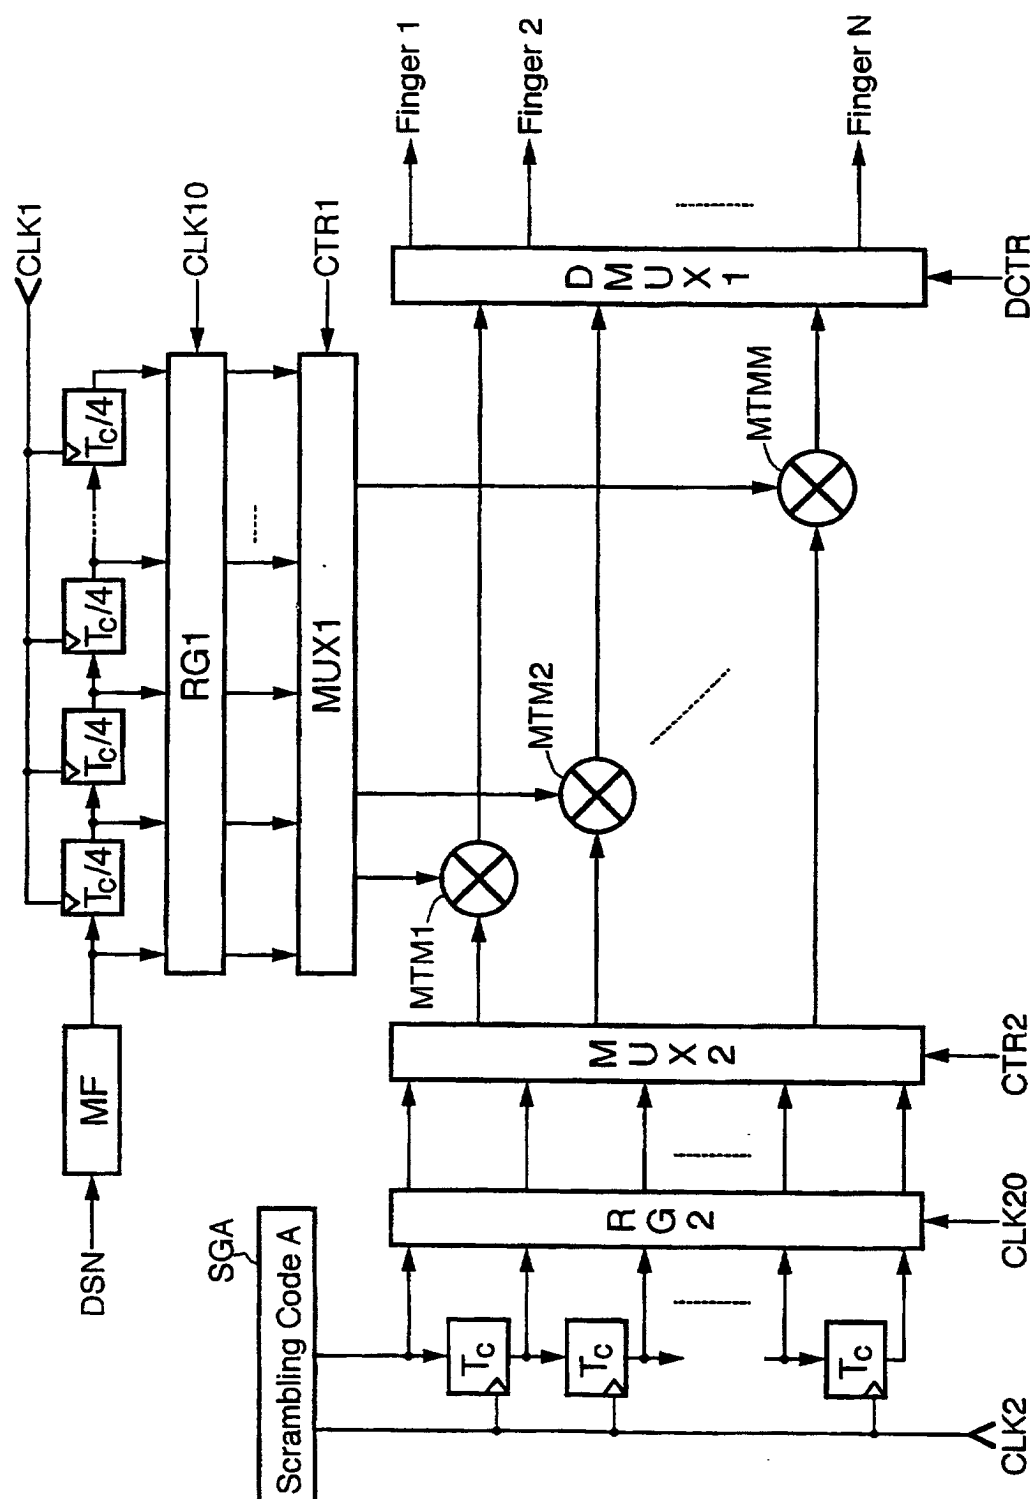 CLK1
Tc/4
Tc/4
Tc/4
Tc/4
CLK10
RG1
CTR1
MUX1
MF
DSN
Finger 1
Finger 2
Finger N
DMUX1
DCTR
MTM1
MTM2
MTMM
MUX2
CTR2
RG2
CLK20
SGA
Scrambling Code A
Tc
Tc
Tc
CLK2